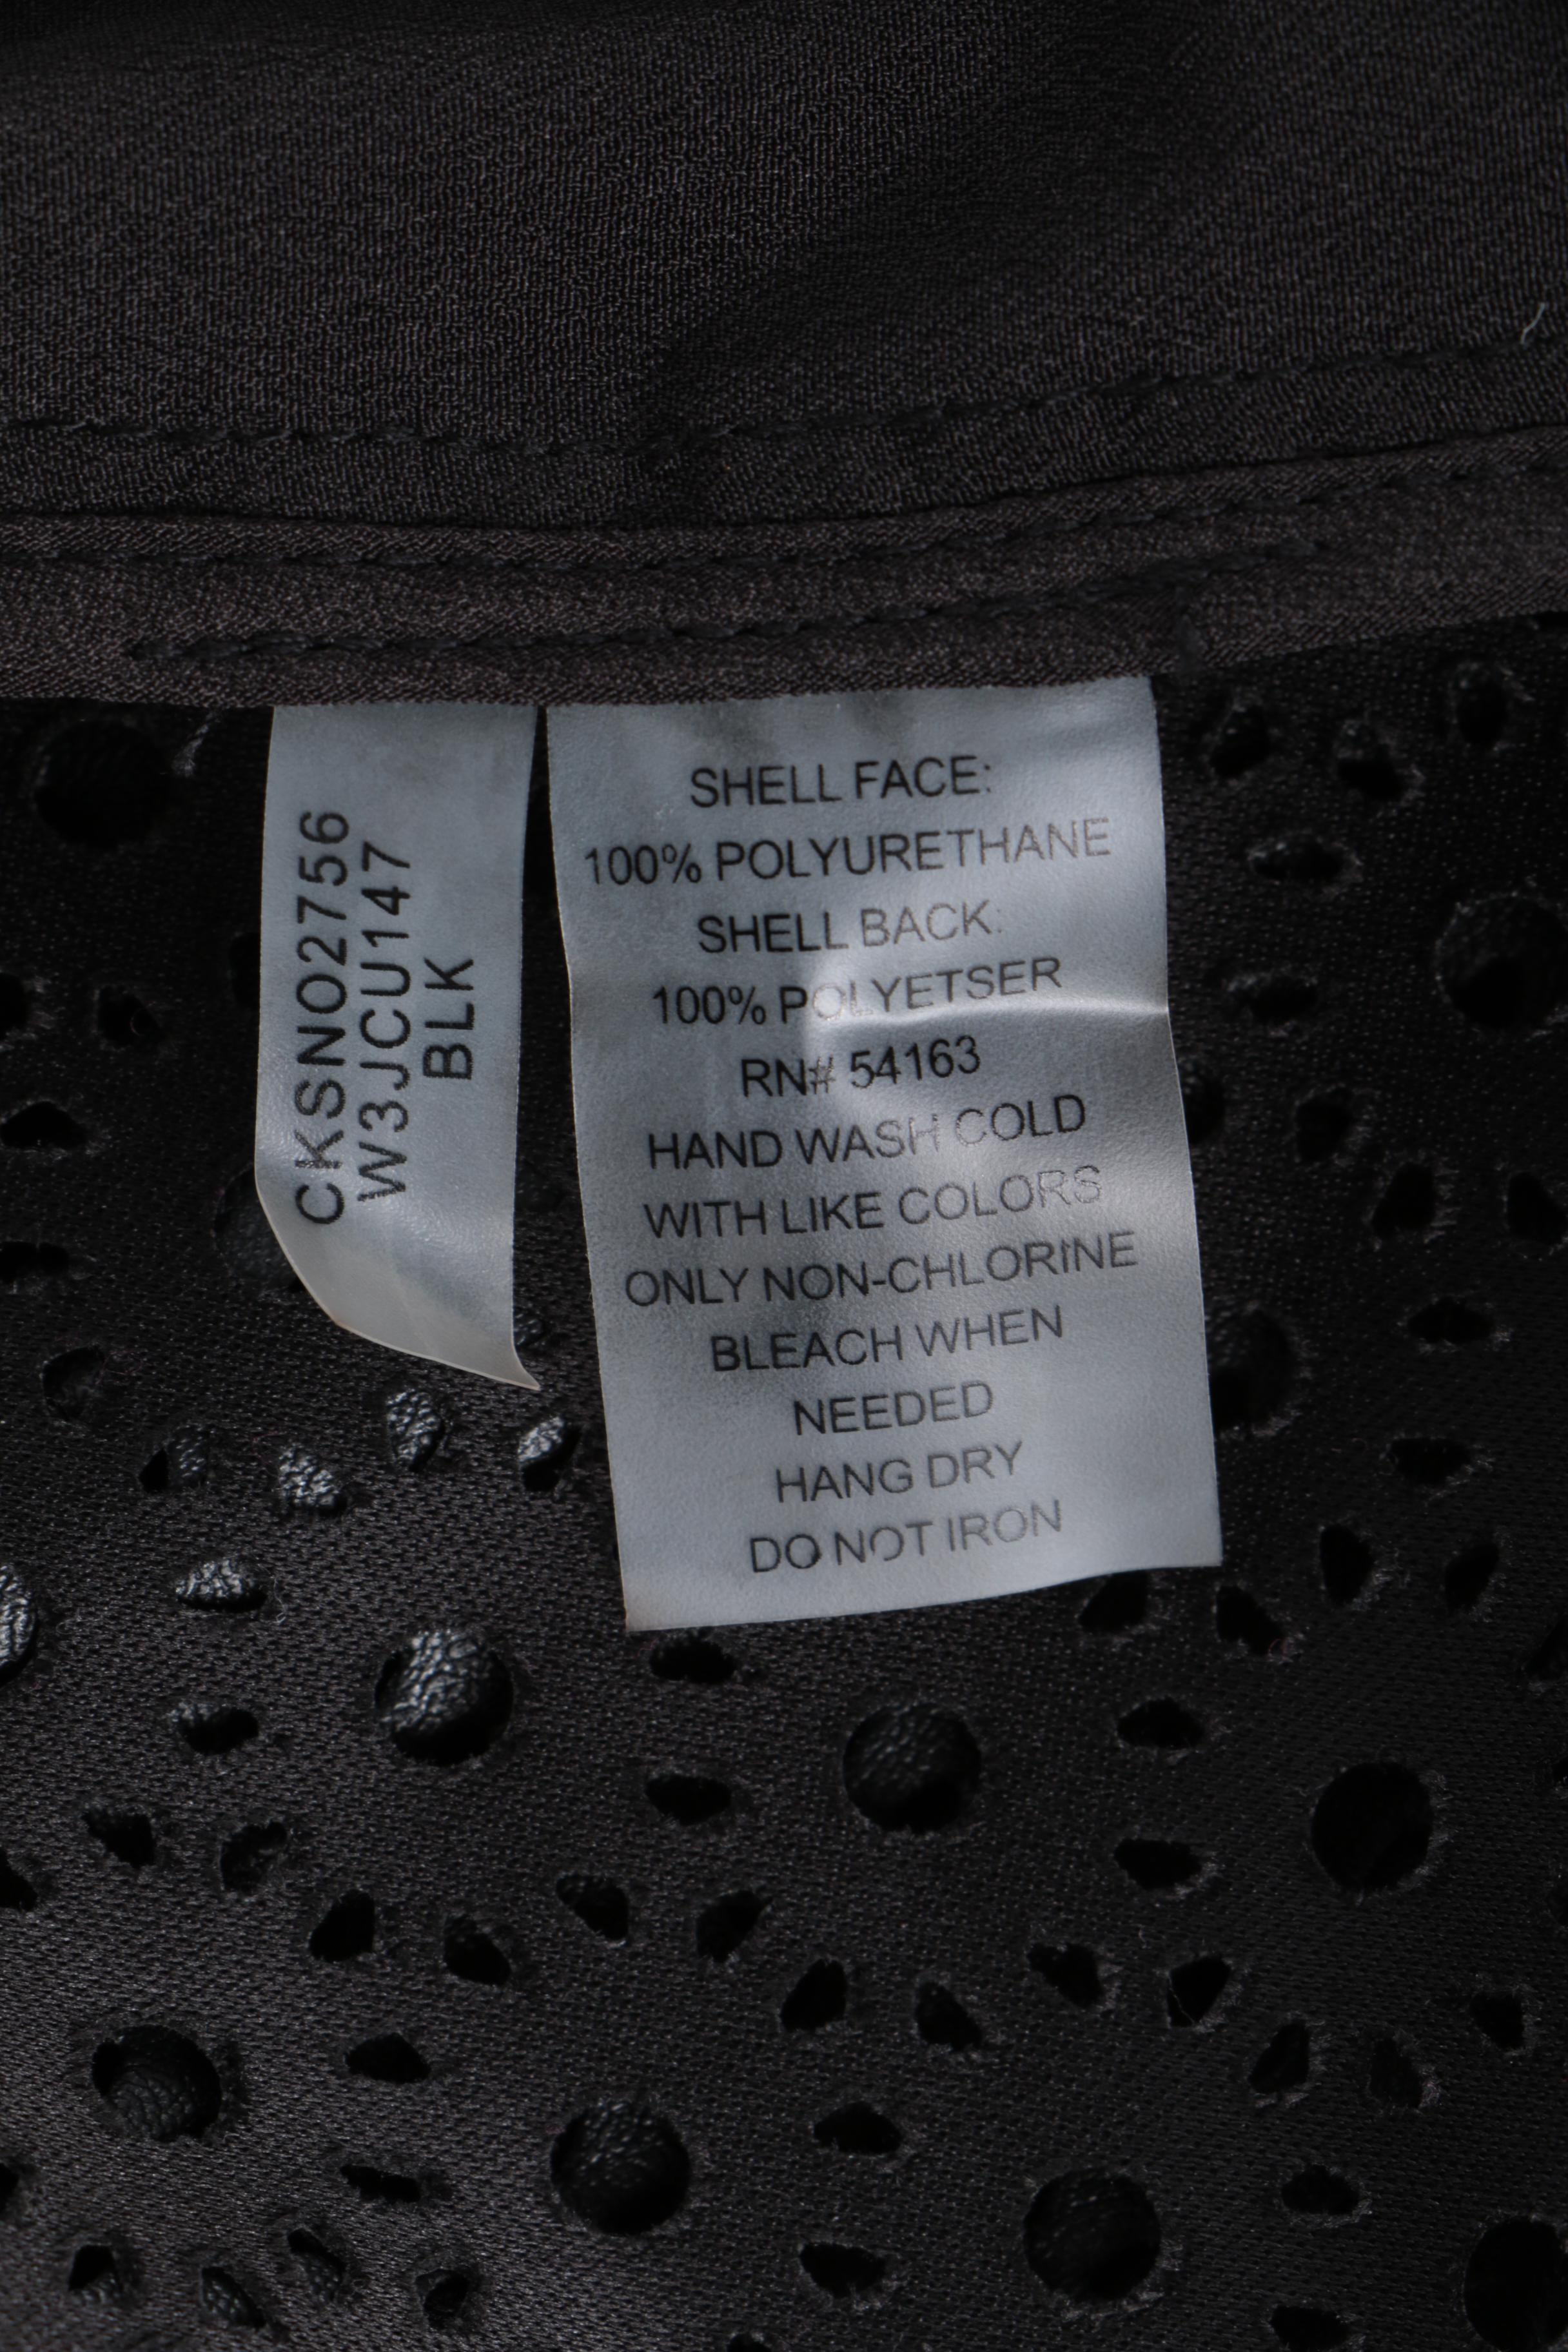 CKSNO2756
W3JCU147
BLK
SHELL FACE:
100% POLYURETHANE
SHELL BACK:
100% POLYETSER
RN# 54163
HAND WASH COLD
WITH LIKE COLORS
ONLY NON-CHLORINE
BLEACH WHEN
NEEDED
HANG DRY
DO NOT IRON